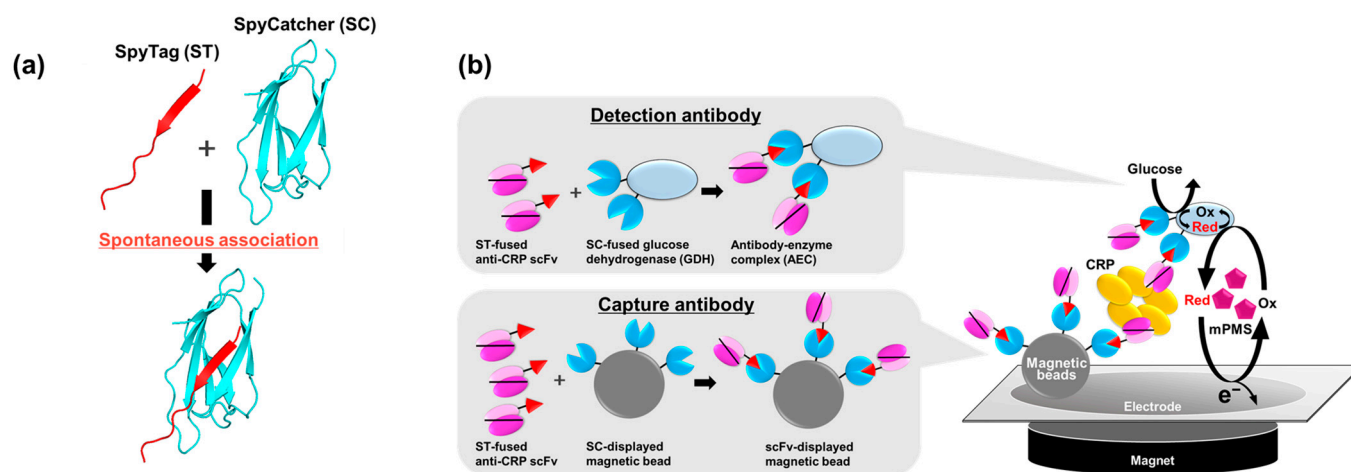 (a)
SpyTag (ST)
SpyCatcher (SC)
+
Spontaneous association
(b)
Detection antibody
+
ST-fused
anti-CRP scFv
SC-fused glucose
dehydrogenase (GDH)
Antibody-enzyme
complex (AEC)
Capture antibody
+
ST-fused
anti-CRP scFv
SC-displayed
magnetic bead
scFv-displayed
magnetic bead
Glucose
Ox
Red
CRP
Red
Ox
mPMS
Magnetic
beads
e⁻
Electrode
Magnet